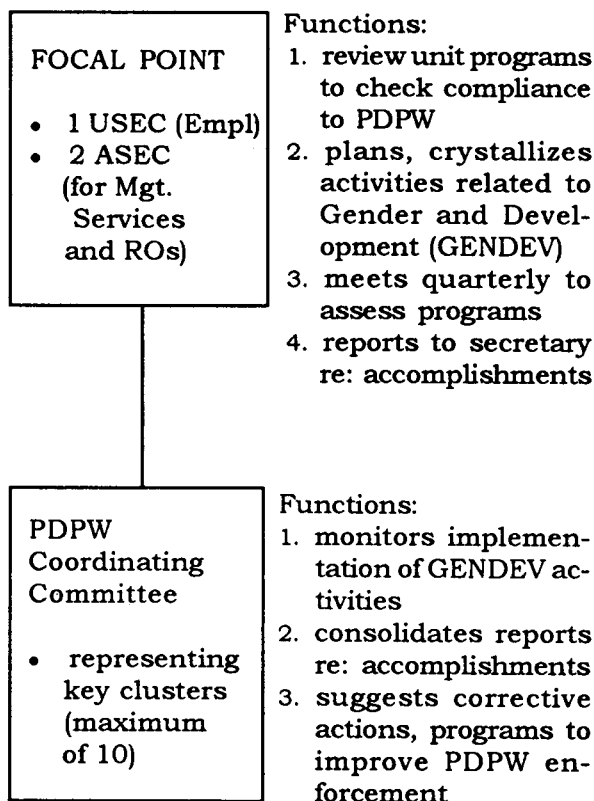 FOCAL POINT
• 1 USEC (Empl)
• 2 ASEC
(for Mgt.
Services
and ROs)
Functions:
1. review unit programs
to check compliance
to PDPW
2. plans, crystallizes
activities related to
Gender and Devel-
opment (GENDEV)
3. meets quarterly to
assess programs
4. reports to secretary
re: accomplishments
PDPW
Coordinating
Committee
• representing
key clusters
(maximum
of 10)
Functions:
1. monitors implemen-
tation of GENDEV ac-
tivities
2. consolidates reports
re: accomplishments
3. suggests corrective
actions, programs to
improve PDPW en-
forcement